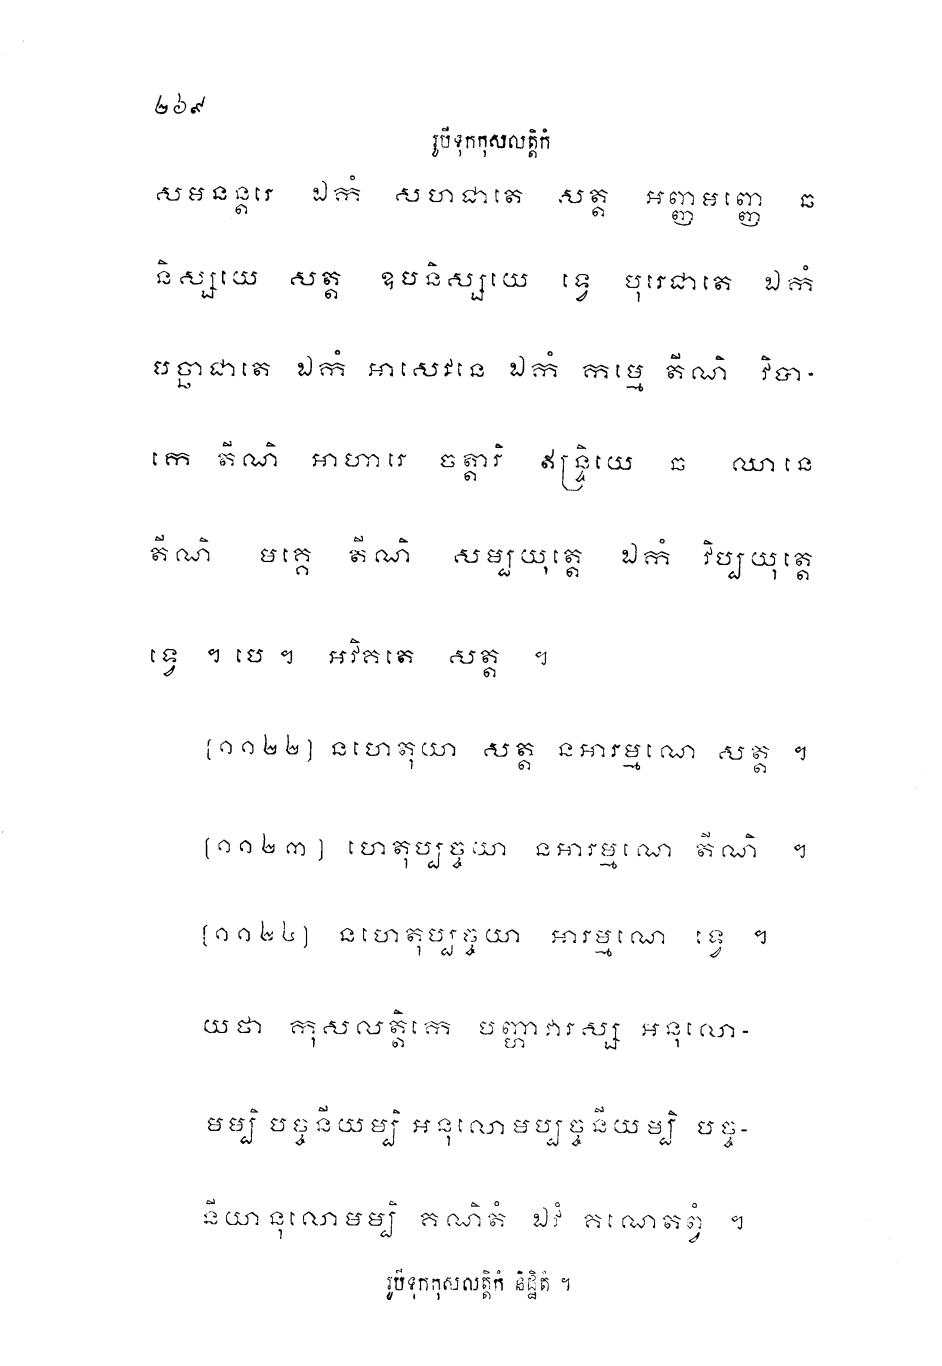 ២៦៩
រូបីទុកកុសលត្តិកំ
សមនន្តរេ ឯកំ សហជាតេ សត្ត អញ្ញមញ្ញេ ឆ
និស្សយេ សត្ត ឧបនិស្សយេ ទ្វេ បុរេជាតេ ឯកំ
បច្ឆាជាតេ ឯកំ អាសេវនេ ឯកំ កម្មេ តីណិ វិបា-
កេ តីណិ អាហារេ ចត្តារិ ឥន្ទ្រិយេ ឆ ឈានេ
តីណិ មគ្គេ តីណិ សម្បយុត្តេ ឯកំ វិប្បយុត្តេ
ទ្វេ ។ បេ ។ អវិគតេ សត្ត ។
[១១២២] នហេតុយា សត្ត នអារម្មណេ សត្ត ។
[១១២៣] ហេតុប្បច្ចយា នអារម្មណេ តីណិ ។
[១១២៤] នហេតុប្បច្ចយា អារម្មណេ ទ្វេ ។
យថា កុសលត្តិកេ បញ្ហាវារស្ស អនុលោ-
មម្បិ បច្ចនីយម្បិ អនុលោមប្បច្ចនីយម្បិ បច្ច-
នីយានុលោមម្បិ គណិតំ ឯវំ គណេតព្វំ ។
រូបីទុកកុសលត្តិកំ និដ្ឋិតំ ។